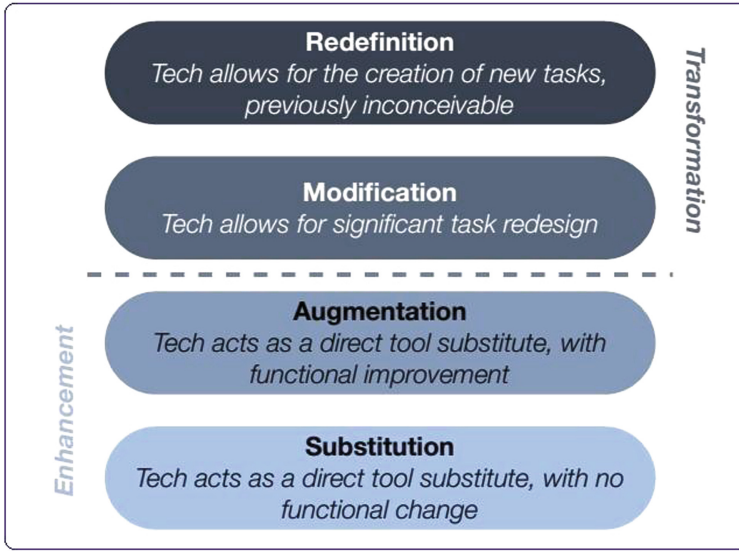 Redefinition
Tech allows for the creation of new tasks,
previously inconceivable
Transformation
Modification
Tech allows for significant task redesign
Augmentation
Tech acts as a direct tool substitute, with
functional improvement
Enhancement
Substitution
Tech acts as a direct tool substitute, with no
functional change